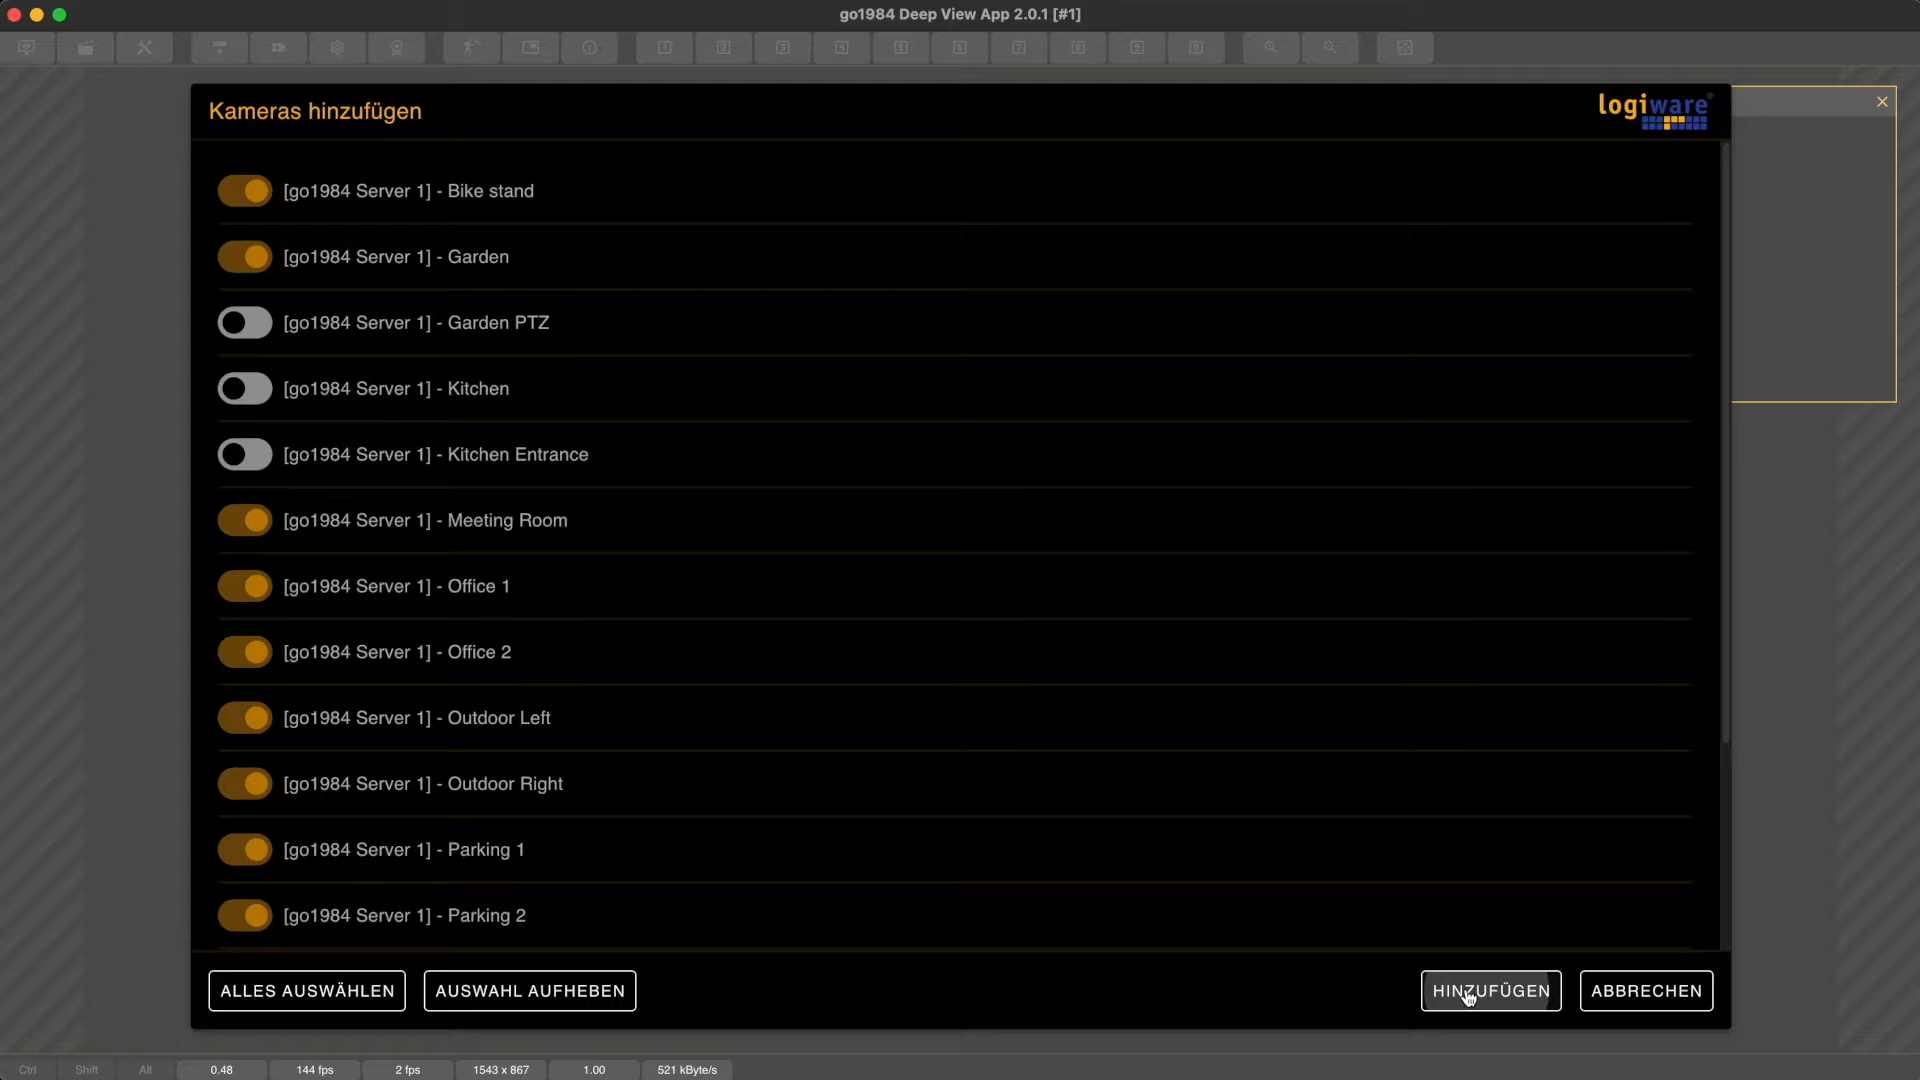 go1984 Deep View App 2.0.1 [#1]
Kameras hinzufügen
logiware®
[go1984 Server 1] - Bike stand
[go1984 Server 1] - Garden
[go1984 Server 1] - Garden PTZ
[go1984 Server 1] - Kitchen
[go1984 Server 1] - Kitchen Entrance
[go1984 Server 1] - Meeting Room
[go1984 Server 1] - Office 1
[go1984 Server 1] - Office 2
[go1984 Server 1] - Outdoor Left
[go1984 Server 1] - Outdoor Right
[go1984 Server 1] - Parking 1
[go1984 Server 1] - Parking 2
ALLES AUSWÄHLEN AUSWAHL AUFHEBEN HINZUFÜGEN ABBRECHEN
Ctrl Shift Alt 0.48 144 fps 2 fps 1543 x 867 1.00 521 kByte/s